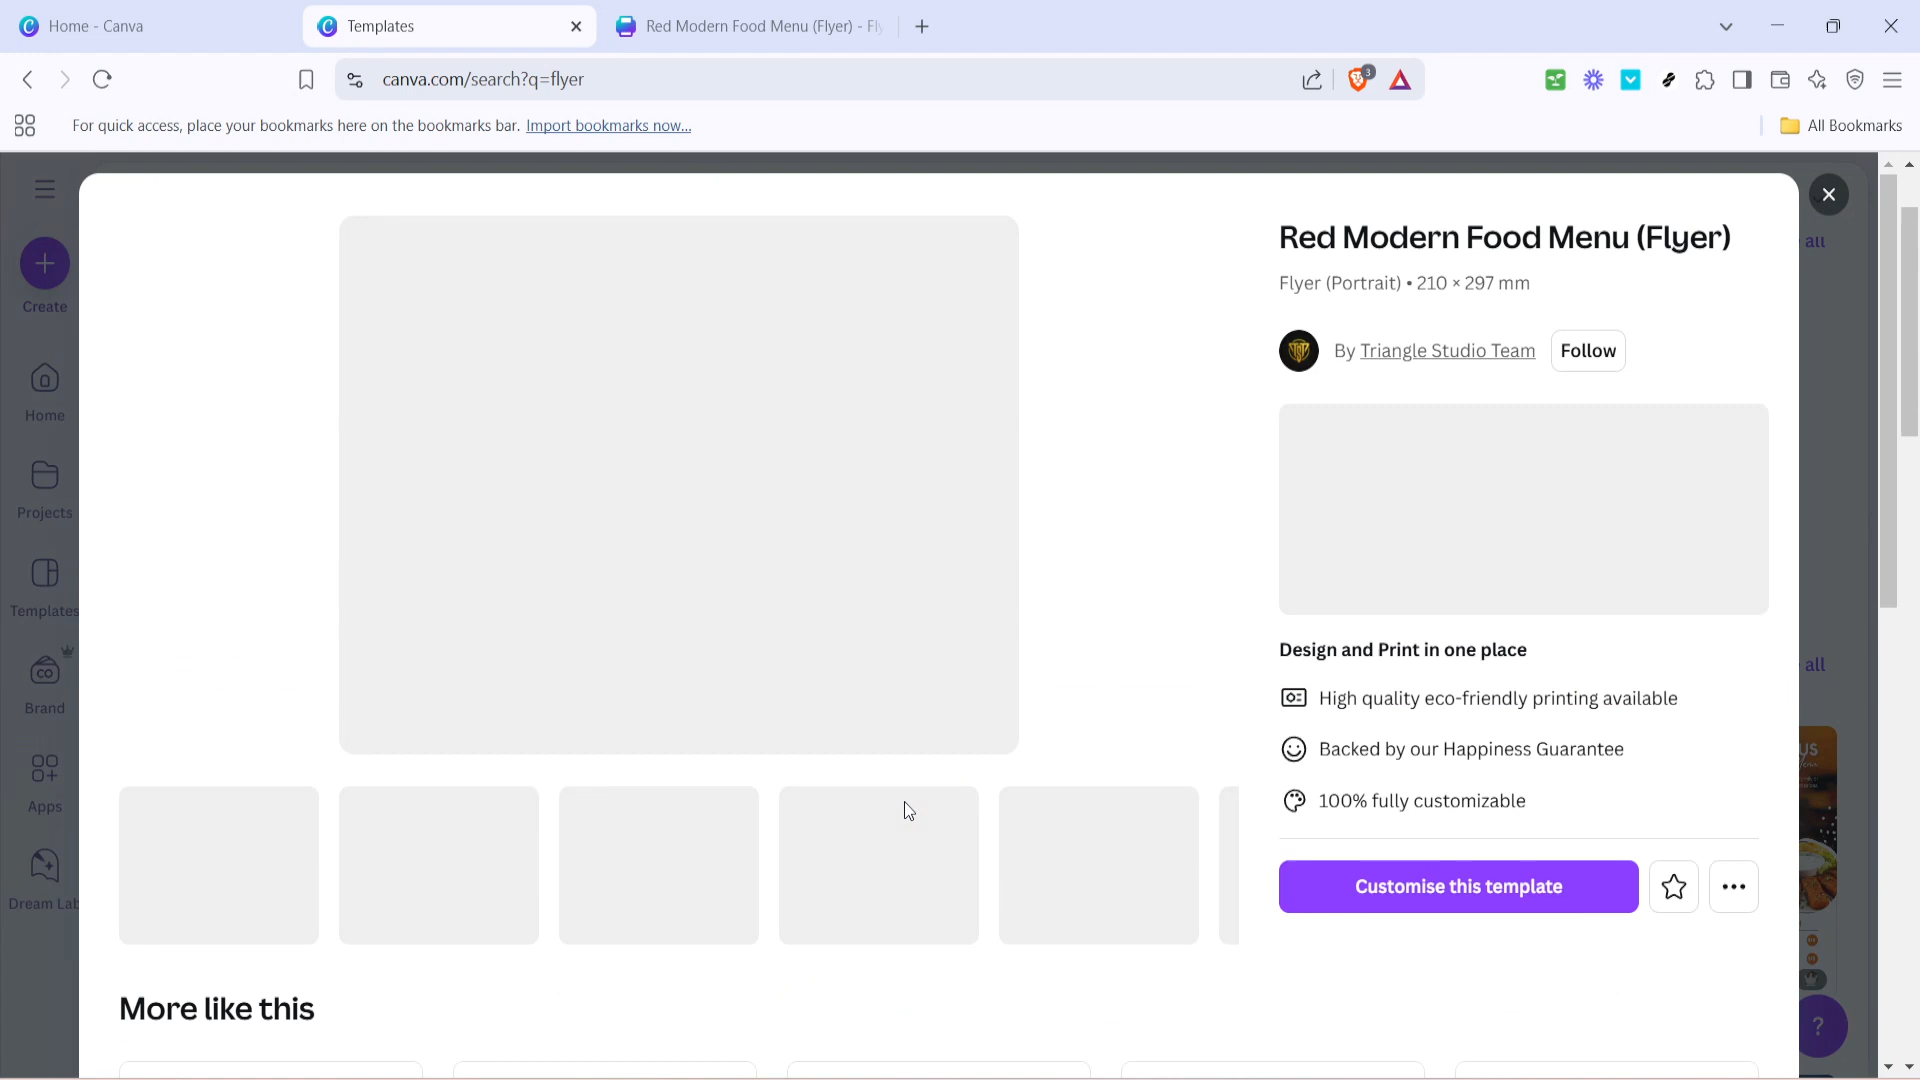 Home - Canva
Templates
Red Modern Food Menu (Flyer) - Fly
canva.com/search?q=flyer
3
For quick access, place your bookmarks here on the bookmarks bar. Import bookmarks now...
All Bookmarks
Create
Home
Projects
Templates
CO
Brand
Apps
Dream Lab
all
all
Red Modern Food Menu (Flyer)
Flyer (Portrait) • 210 × 297 mm
By Triangle Studio Team
Follow
Design and Print in one place
High quality eco-friendly printing available
Backed by our Happiness Guarantee
100% fully customizable
Customise this template
More like this
?